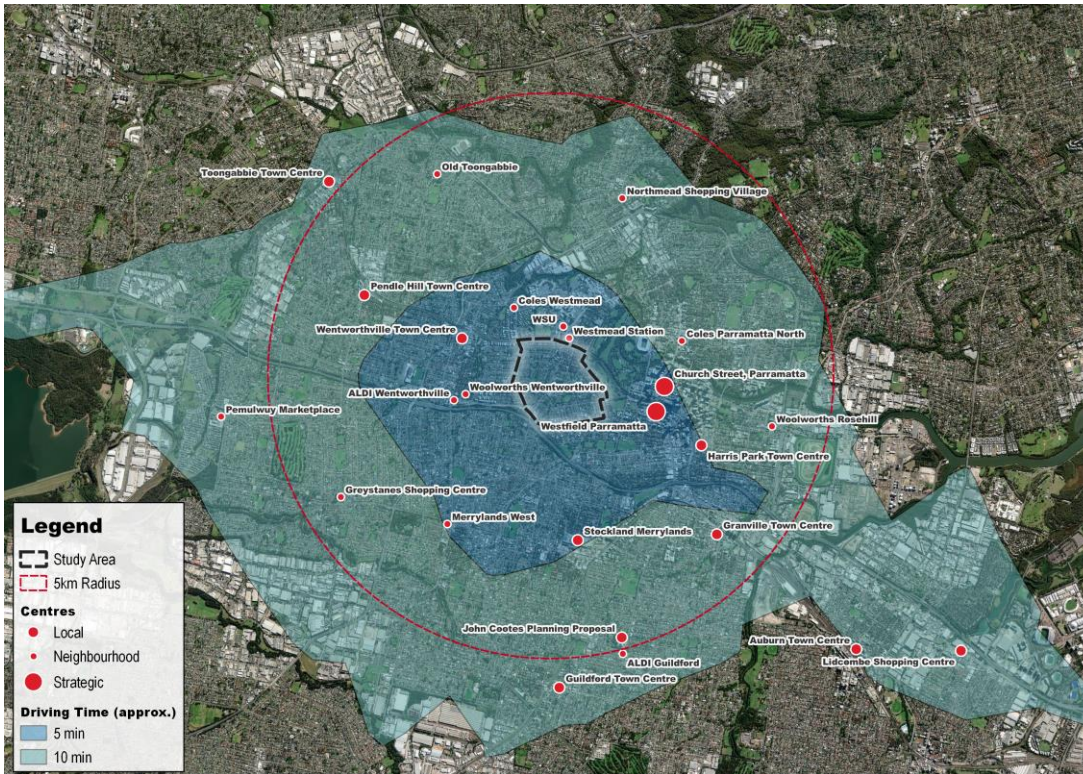 Old Toongabbie
Toongabbie Town Centre
Northmead Shopping Village
Pendle Hill Town Centre
Coles Westmead
WSU
Wentworthville Town Centre
Westmead Station
Coles Parramatta North
Church Street, Parramatta
Woolworths Wentworthville
ALDI Wentworthville
Pemulwuy Marketplace
Westfield Parramatta
Woolworths Rosehill
Harris Park Town Centre
Greystanes Shopping Centre
Merrylands West
Stockland Merrylands
Granville Town Centre
John Cootes Planning Proposal
ALDI Guildford
Auburn Town Centre
Lidcombe Shopping Centre
Guildford Town Centre
Legend
Study Area
5km Radius
Centres
Local
Neighbourhood
Strategic
Driving Time (approx.)
5 min
10 min